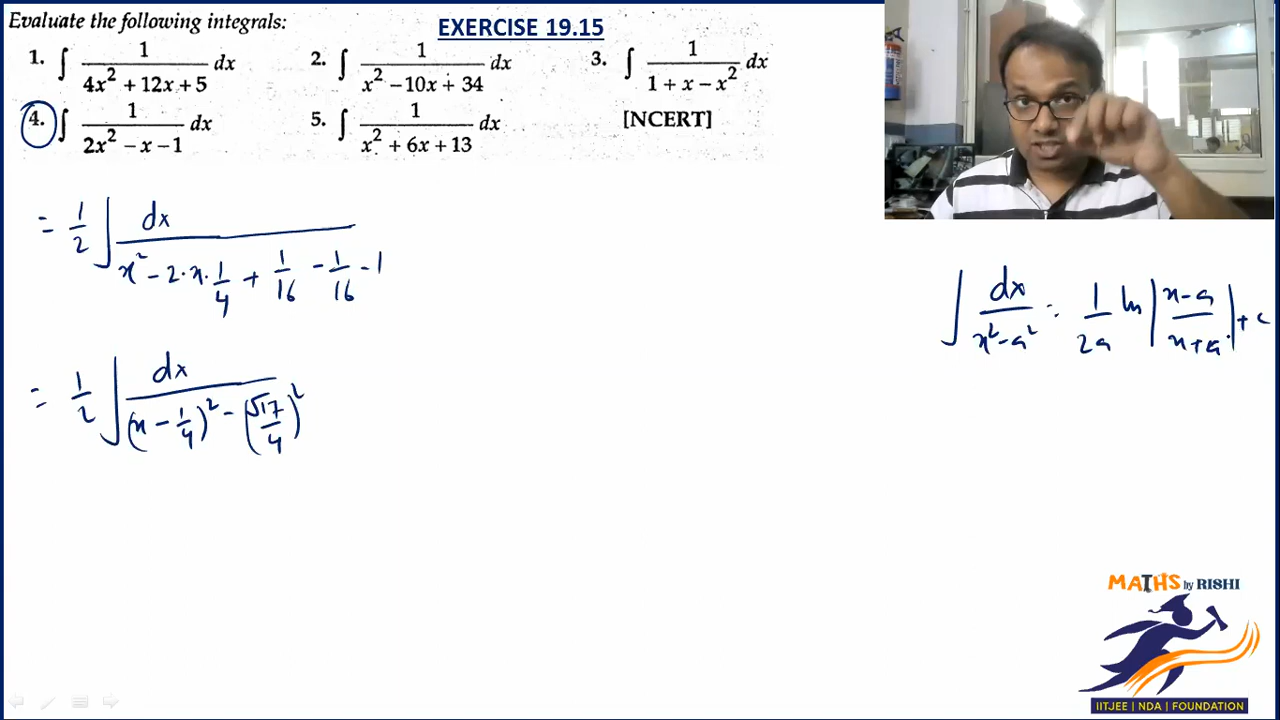 Evaluate the following integrals:
EXERCISE 19.15
1. ∫ 1/(4x² + 12x + 5) dx
2. ∫ 1/(x² − 10x + 34) dx
3. ∫ 1/(1 + x − x²) dx
4. ∫ 1/(2x² − x − 1) dx
5. ∫ 1/(x² + 6x + 13) dx
[NCERT]
= 1/2 ∫ dx/(x² − 2·x·1/4 + 1/16 − 1/16 − 1)
∫ dx/(x² − a²) = 1/2a ln |(x − a)/(x + a)| + c
= 1/2 ∫ dx/((x − 1/4)² − (√17/4)²)
MATHS by RISHI
IITJEE | NDA | FOUNDATION